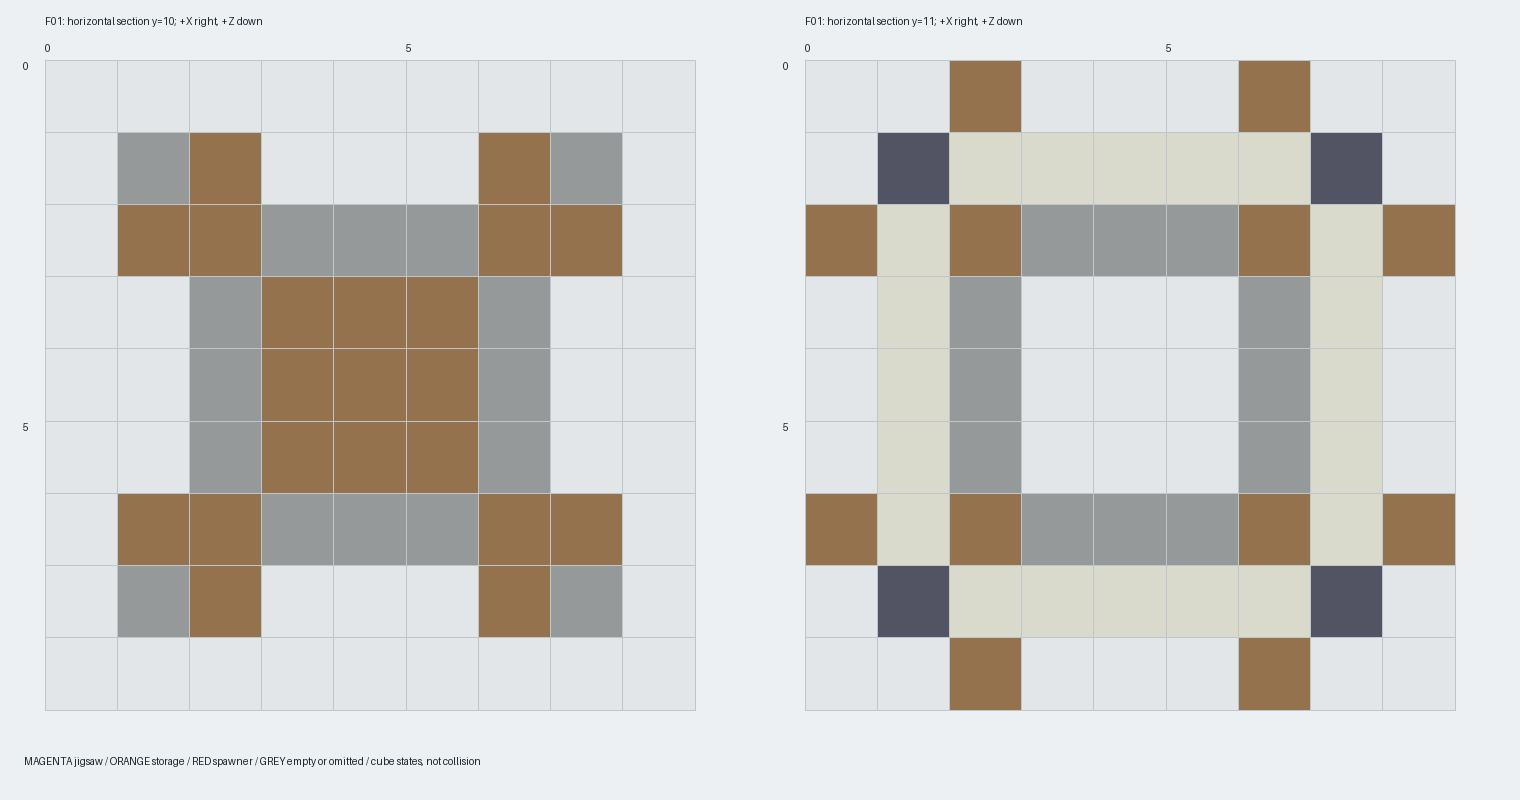 F01: horizontal section y=10; +X right, +Z down
F01: horizontal section y=11; +X right, +Z down
0 5
0 5
0
0
5
5
MAGENTA jigsaw / ORANGE storage / RED spawner / GREY empty or omitted / cube states, not collision